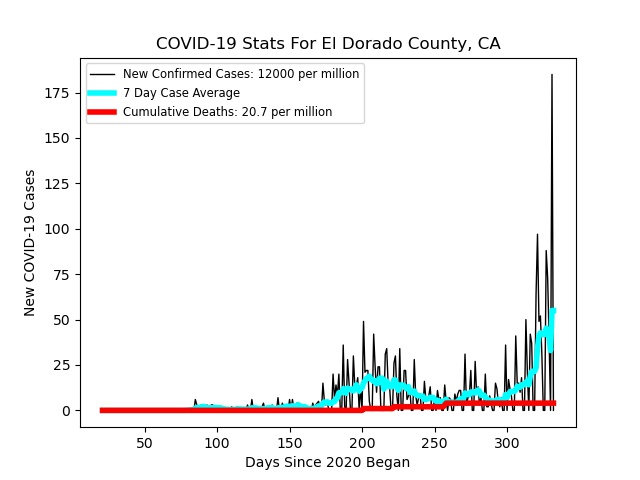 COVID-19 Stats For El Dorado County, CA
New Confirmed Cases: 12000 per million
7 Day Case Average
Cumulative Deaths: 20.7 per million
New COVID-19 Cases
175
150
125
100
75
50
25
0
50 100 150 200 250 300
Days Since 2020 Began